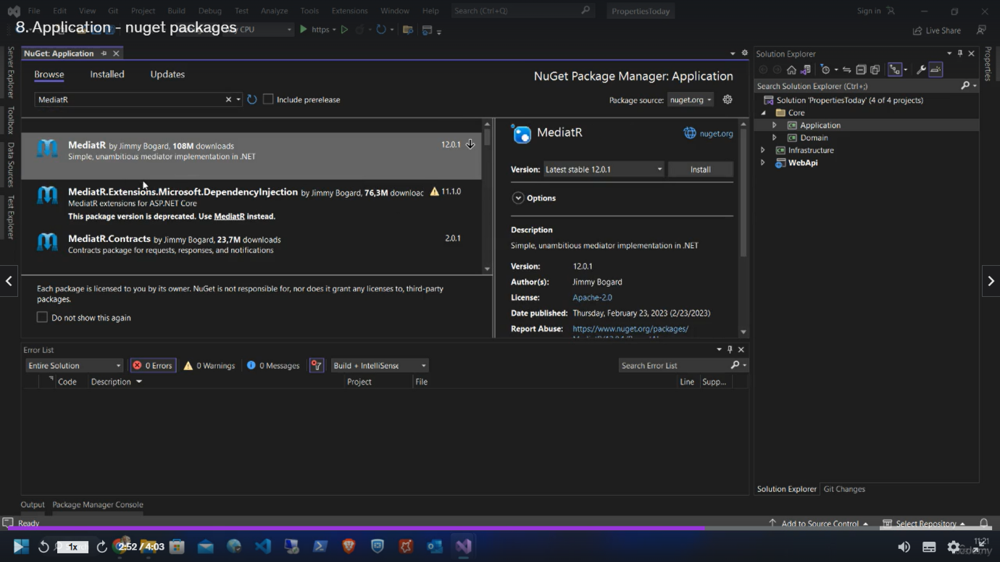 File Edit View Git Project Build Debug Test Analyze Tools Extensions Window Help Search (Ctrl+Q) PropertiesToday Sign in
8. Application - nuget packages
CPU https Live Share
NuGet: Application
Solution Explorer
Server Explorer
Toolbox
Data Sources
Test Explorer
Properties
Browse Installed Updates
NuGet Package Manager: Application
MediatR
Include prerelease
Package source: nuget.org
Search Solution Explorer (Ctrl+;)
Solution 'PropertiesToday' (4 of 4 projects)
Core
Application
Domain
Infrastructure
WebApi
MediatR by Jimmy Bogard, 108M downloads 12.0.1
Simple, unambitious mediator implementation in .NET
MediatR.Extensions.Microsoft.DependencyInjection by Jimmy Bogard, 76,3M downloac 11.1.0
MediatR extensions for ASP.NET Core
This package version is deprecated. Use MediatR instead.
MediatR.Contracts by Jimmy Bogard, 23,7M downloads 2.0.1
Contracts package for requests, responses, and notifications
Each package is licensed to you by its owner. NuGet is not responsible for, nor does it grant any licenses to, third-party
packages.
Do not show this again
MediatR nuget.org
Version: Latest stable 12.0.1 Install
Options
Description
Simple, unambitious mediator implementation in .NET
Version: 12.0.1
Author(s): Jimmy Bogard
License: Apache-2.0
Date published: Thursday, February 23, 2023 (2/23/2023)
Report Abuse: https://www.nuget.org/packages/
Error List
Entire Solution 0 Errors 0 Warnings 0 Messages Build + IntelliSense Search Error List
Code Description Project File Line Supp...
Solution Explorer Git Changes
Output Package Manager Console
Ready Add to Source Control Select Repository
1x 2:52 / 4:03 11:21
Udemy